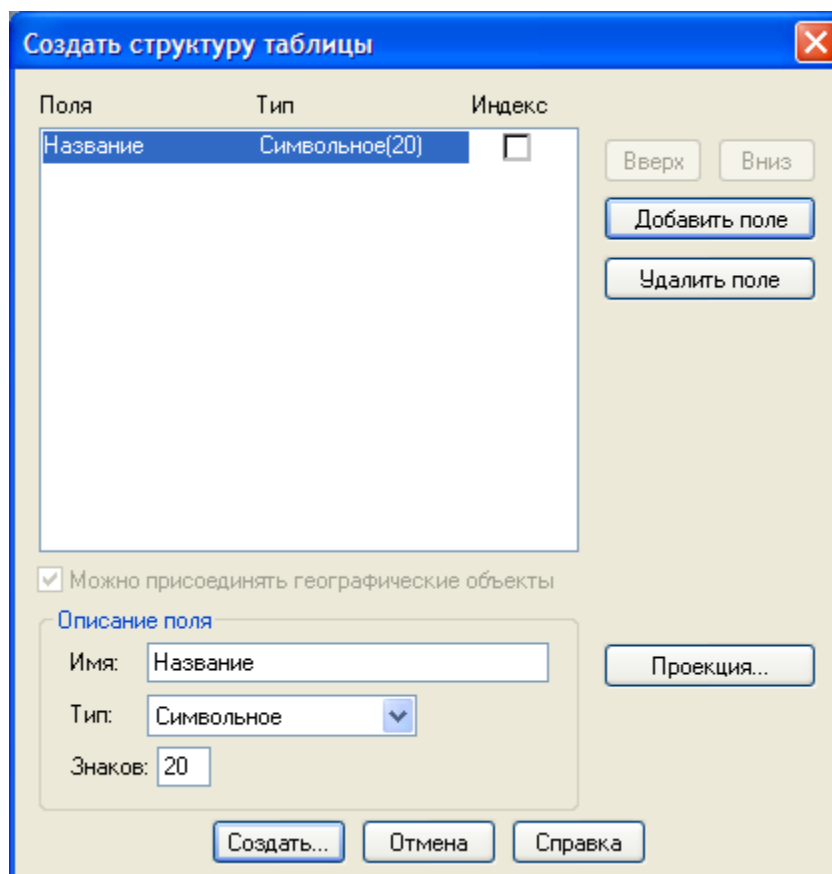 Создать структуру таблицы
Поля Тип Индекс
Название Символьное(20)
Вверх Вниз
Добавить поле
Удалить поле
Можно присоединять географические объекты
Описание поля
Имя: Название
Проекция...
Тип: Символьное
Знаков: 20
Создать... Отмена Справка